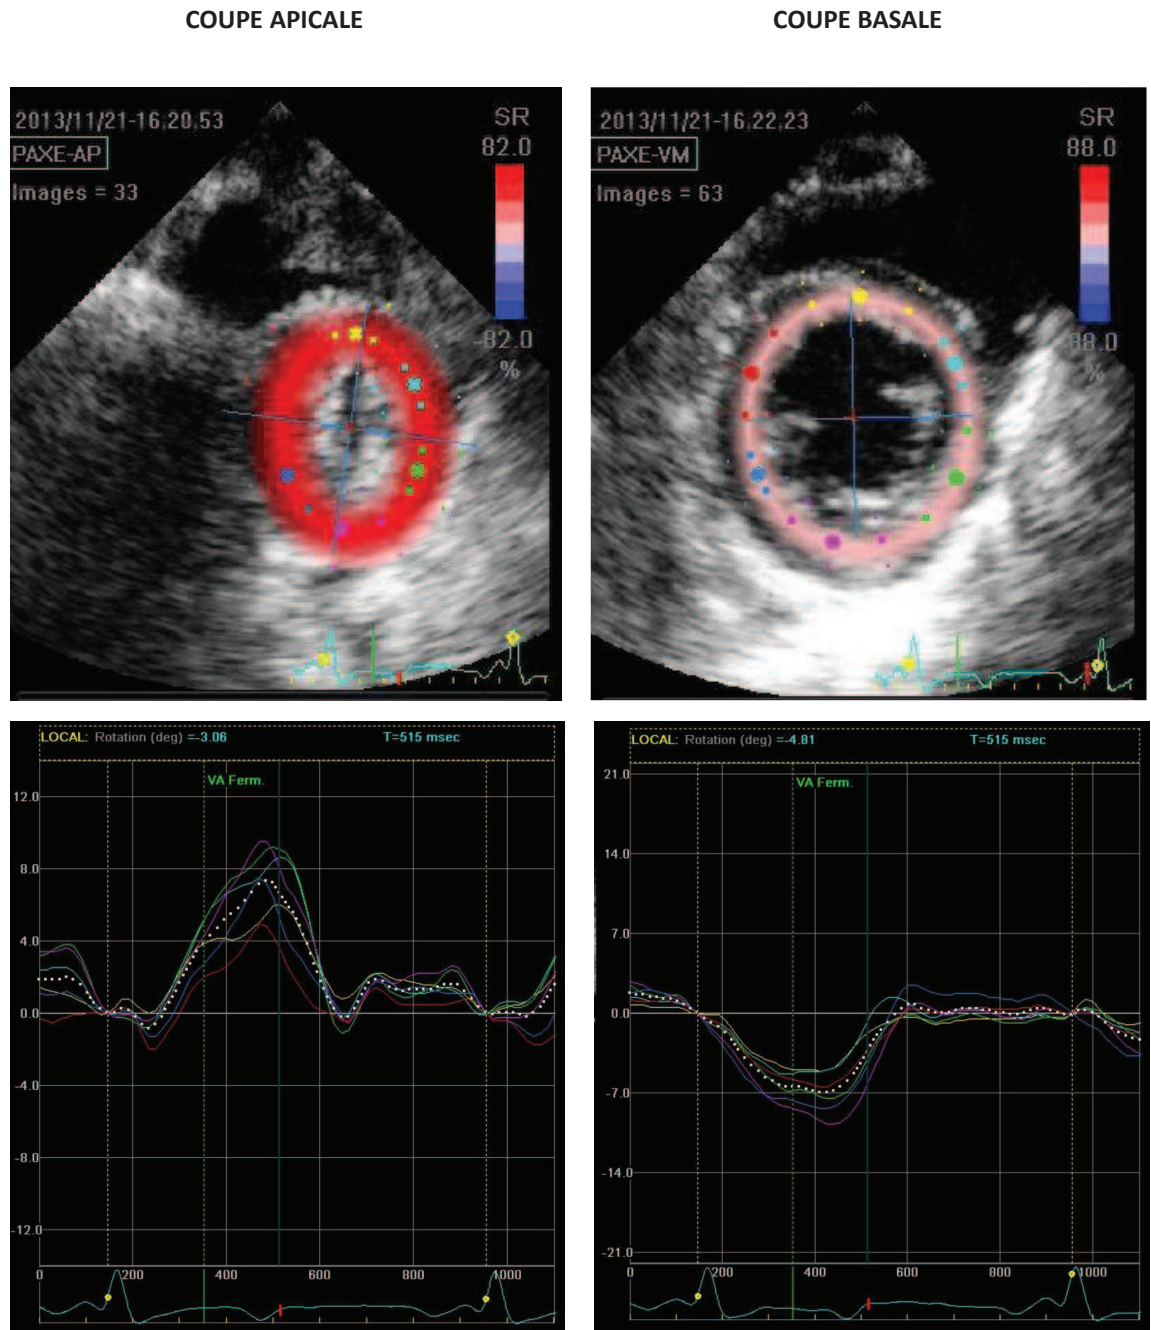 COUPE APICALE
COUPE BASALE
2013/11/21-16.20.53
PAXE-AP
Images = 33
SR
82.0
-82.0
%
2013/11/21-16.22.23
PAXE-VM
Images = 63
SR
88.0
88.0
%
LOCAL: Rotation (deg) =-3.06 T=515 msec
VA Ferm.
12.0
8.0
4.0
0.0
-4.0
-8.0
-12.0
0 200 400 600 800 1000
LOCAL: Rotation (deg) =-4.81 T=515 msec
VA Ferm.
21.0
14.0
7.0
0.0
-7.0
-14.0
-21.0
0 200 400 600 800 1000